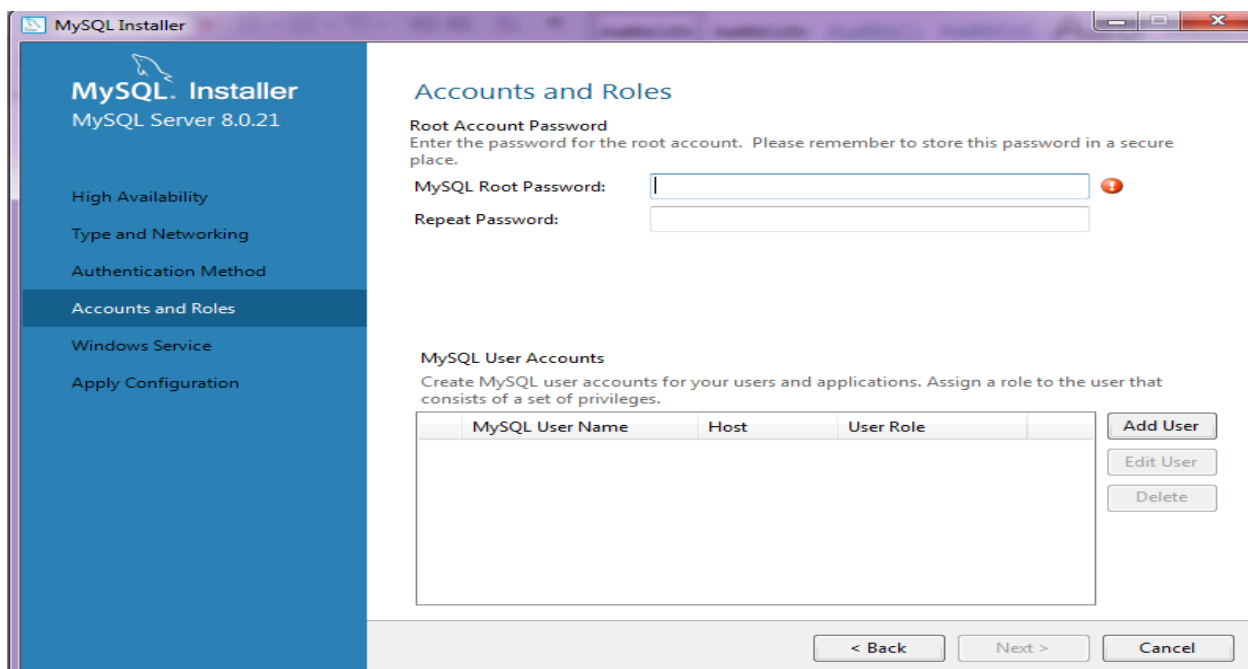 MySQL Installer
MySQL. Installer
MySQL Server 8.0.21
High Availability
Type and Networking
Authentication Method
Accounts and Roles
Windows Service
Apply Configuration
Accounts and Roles
Root Account Password
Enter the password for the root account. Please remember to store this password in a secure
place.
MySQL Root Password:
Repeat Password:
MySQL User Accounts
Create MySQL user accounts for your users and applications. Assign a role to the user that
consists of a set of privileges.
MySQL User Name Host User Role
Add User
Edit User
Delete
< Back Next > Cancel